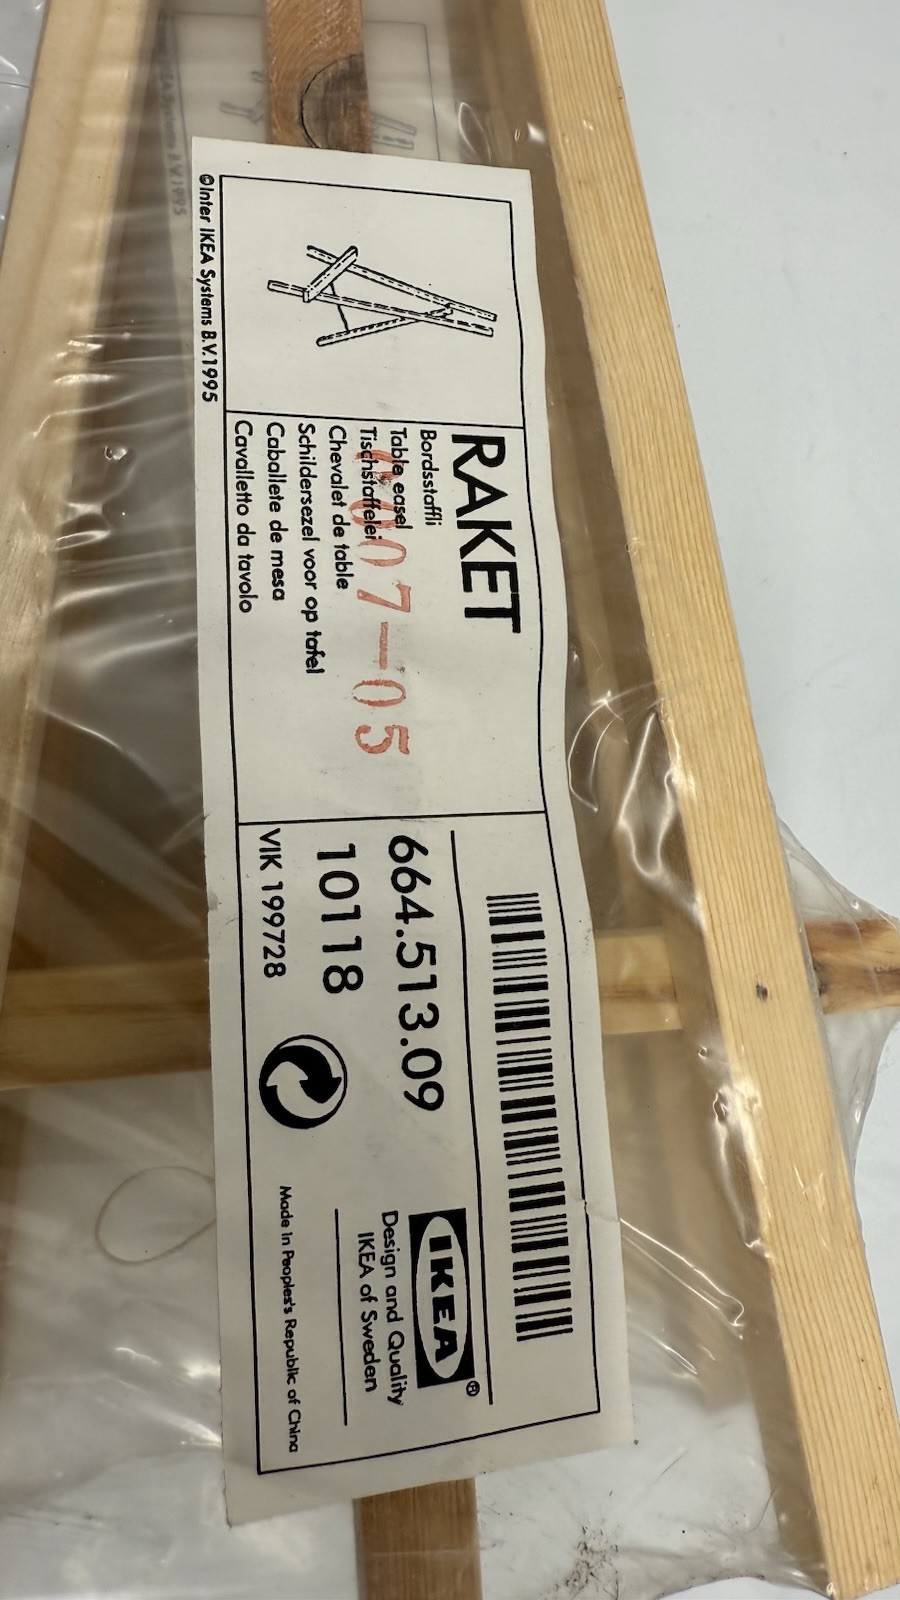 ©Inter IKEA Systems B.V.1995
RAKET
Bordsstaffli
Table easel
Tischstaffelei
Chevalet de table
Schildersezel voor op tafel
Caballete de mesa
Cavalletto da tavolo
07-05
664.513.09
10118
VIK 199728
IKEA®
Design and Quality
IKEA of Sweden
Made in Peoples's Republic of China